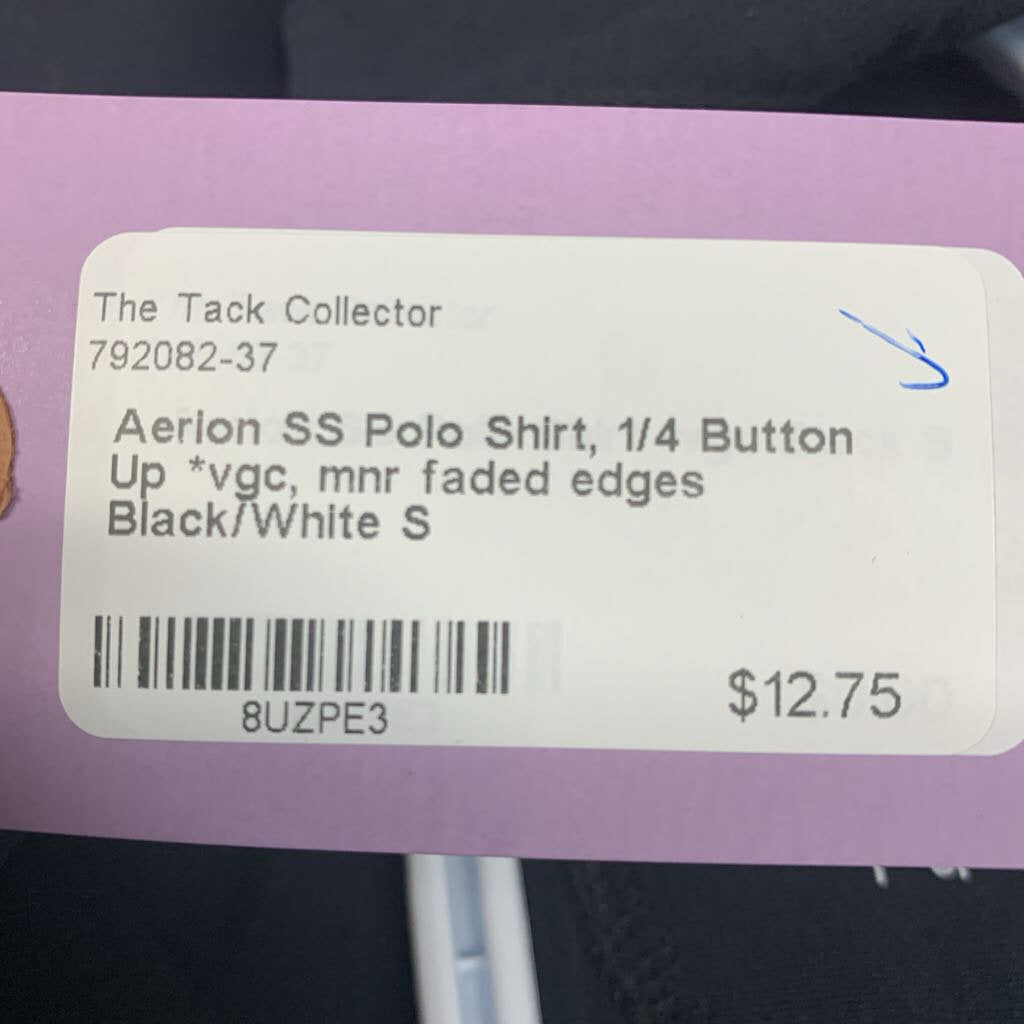 The Tack Collector
792082-37
Aerion SS Polo Shirt, 1/4 Button
Up *vgc, mnr faded edges
Black/White S
8UZPE3
$12.75